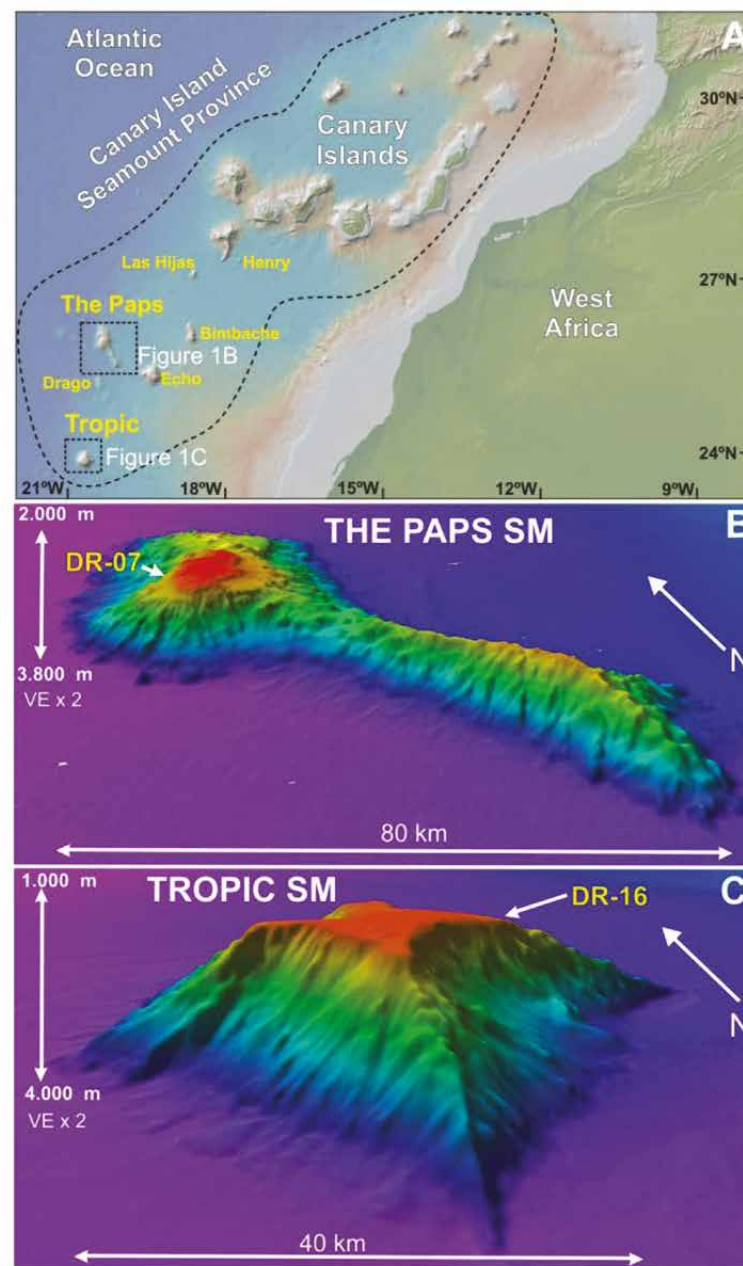 Atlantic
Ocean
A
Canary Island
Seamount Province
30ºN
Canary
Islands
Las Hijas
Henry
27ºN
The Paps
West
Africa
Bimbache
Figure 1B
Drago
Echo
Tropic
Figure 1C
24ºN
21ºW
18ºW
15ºW
12ºW
9ºW
2.000 m
THE PAPS SM
B
DR-07
N
3.800 m
VE x 2
80 km
1.000 m
TROPIC SM
DR-16
C
N
4.000 m
VE x 2
40 km